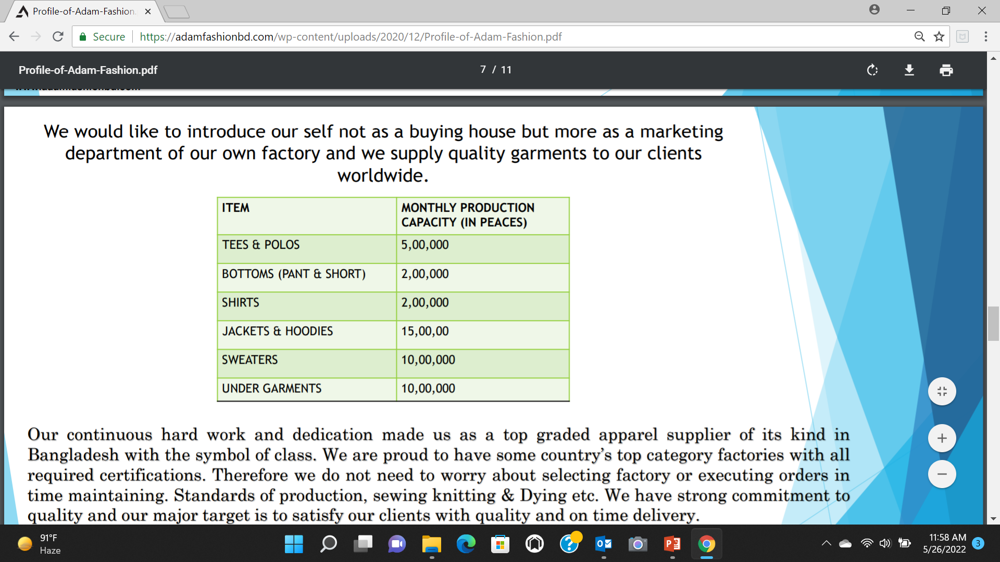 Profile-of-Adam-Fashion.
Secure https://adamfashionbd.com/wp-content/uploads/2020/12/Profile-of-Adam-Fashion.pdf
Profile-of-Adam-Fashion.pdf 7 / 11
We would like to introduce our self not as a buying house but more as a marketing
department of our own factory and we supply quality garments to our clients
worldwide.
ITEM MONTHLY PRODUCTION
CAPACITY (IN PEACES)
TEES & POLOS 5,00,000
BOTTOMS (PANT & SHORT) 2,00,000
SHIRTS 2,00,000
JACKETS & HOODIES 15,00,00
SWEATERS 10,00,000
UNDER GARMENTS 10,00,000
Our continuous hard work and dedication made us as a top graded apparel supplier of its kind in
Bangladesh with the symbol of class. We are proud to have some country's top category factories with all
required certifications. Therefore we do not need to worry about selecting factory or executing orders in
time maintaining. Standards of production, sewing knitting & Dying etc. We have strong commitment to
quality and our major target is to satisfy our clients with quality and on time delivery.
91°F
Haze
11:58 AM
5/26/2022
3